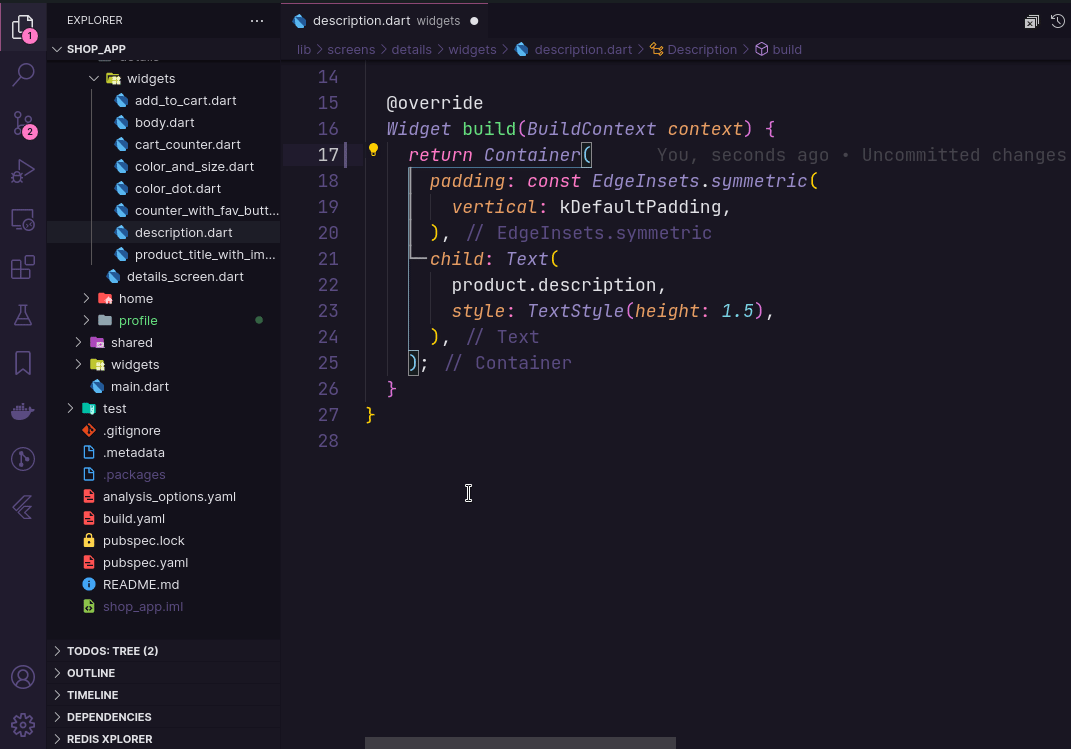 1
EXPLORER
SHOP_APP
widgets
add_to_cart.dart
body.dart
2
cart_counter.dart
color_and_size.dart
color_dot.dart
counter_with_fav_butt...
description.dart
product_title_with_im...
details_screen.dart
home
profile
shared
widgets
main.dart
test
.gitignore
.metadata
.packages
analysis_options.yaml
build.yaml
pubspec.lock
pubspec.yaml
README.md
shop_app.iml
TODOS: TREE (2)
OUTLINE
TIMELINE
DEPENDENCIES
REDIS XPLORER
description.dart widgets
lib > screens > details > widgets > description.dart > Description > build
14
15 @override
16 Widget build(BuildContext context) {
17 return Container( You, seconds ago • Uncommitted changes
18 padding: const EdgeInsets.symmetric(
19 vertical: kDefaultPadding,
20 ), // EdgeInsets.symmetric
21 child: Text(
22 product.description,
23 style: TextStyle(height: 1.5),
24 ), // Text
25 ); // Container
26 }
27 }
28